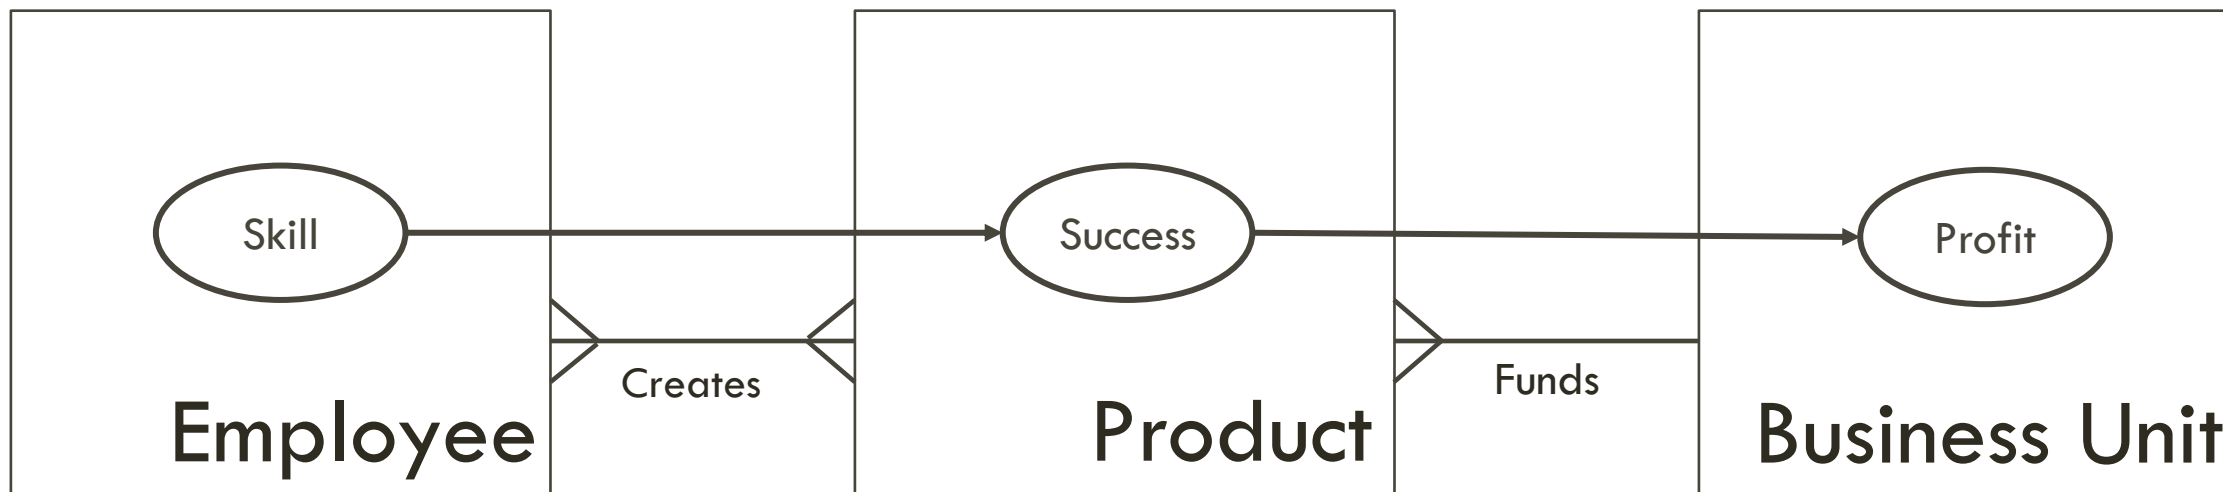 Skill
Success
Profit
Creates
Funds
Employee
Product
Business Unit